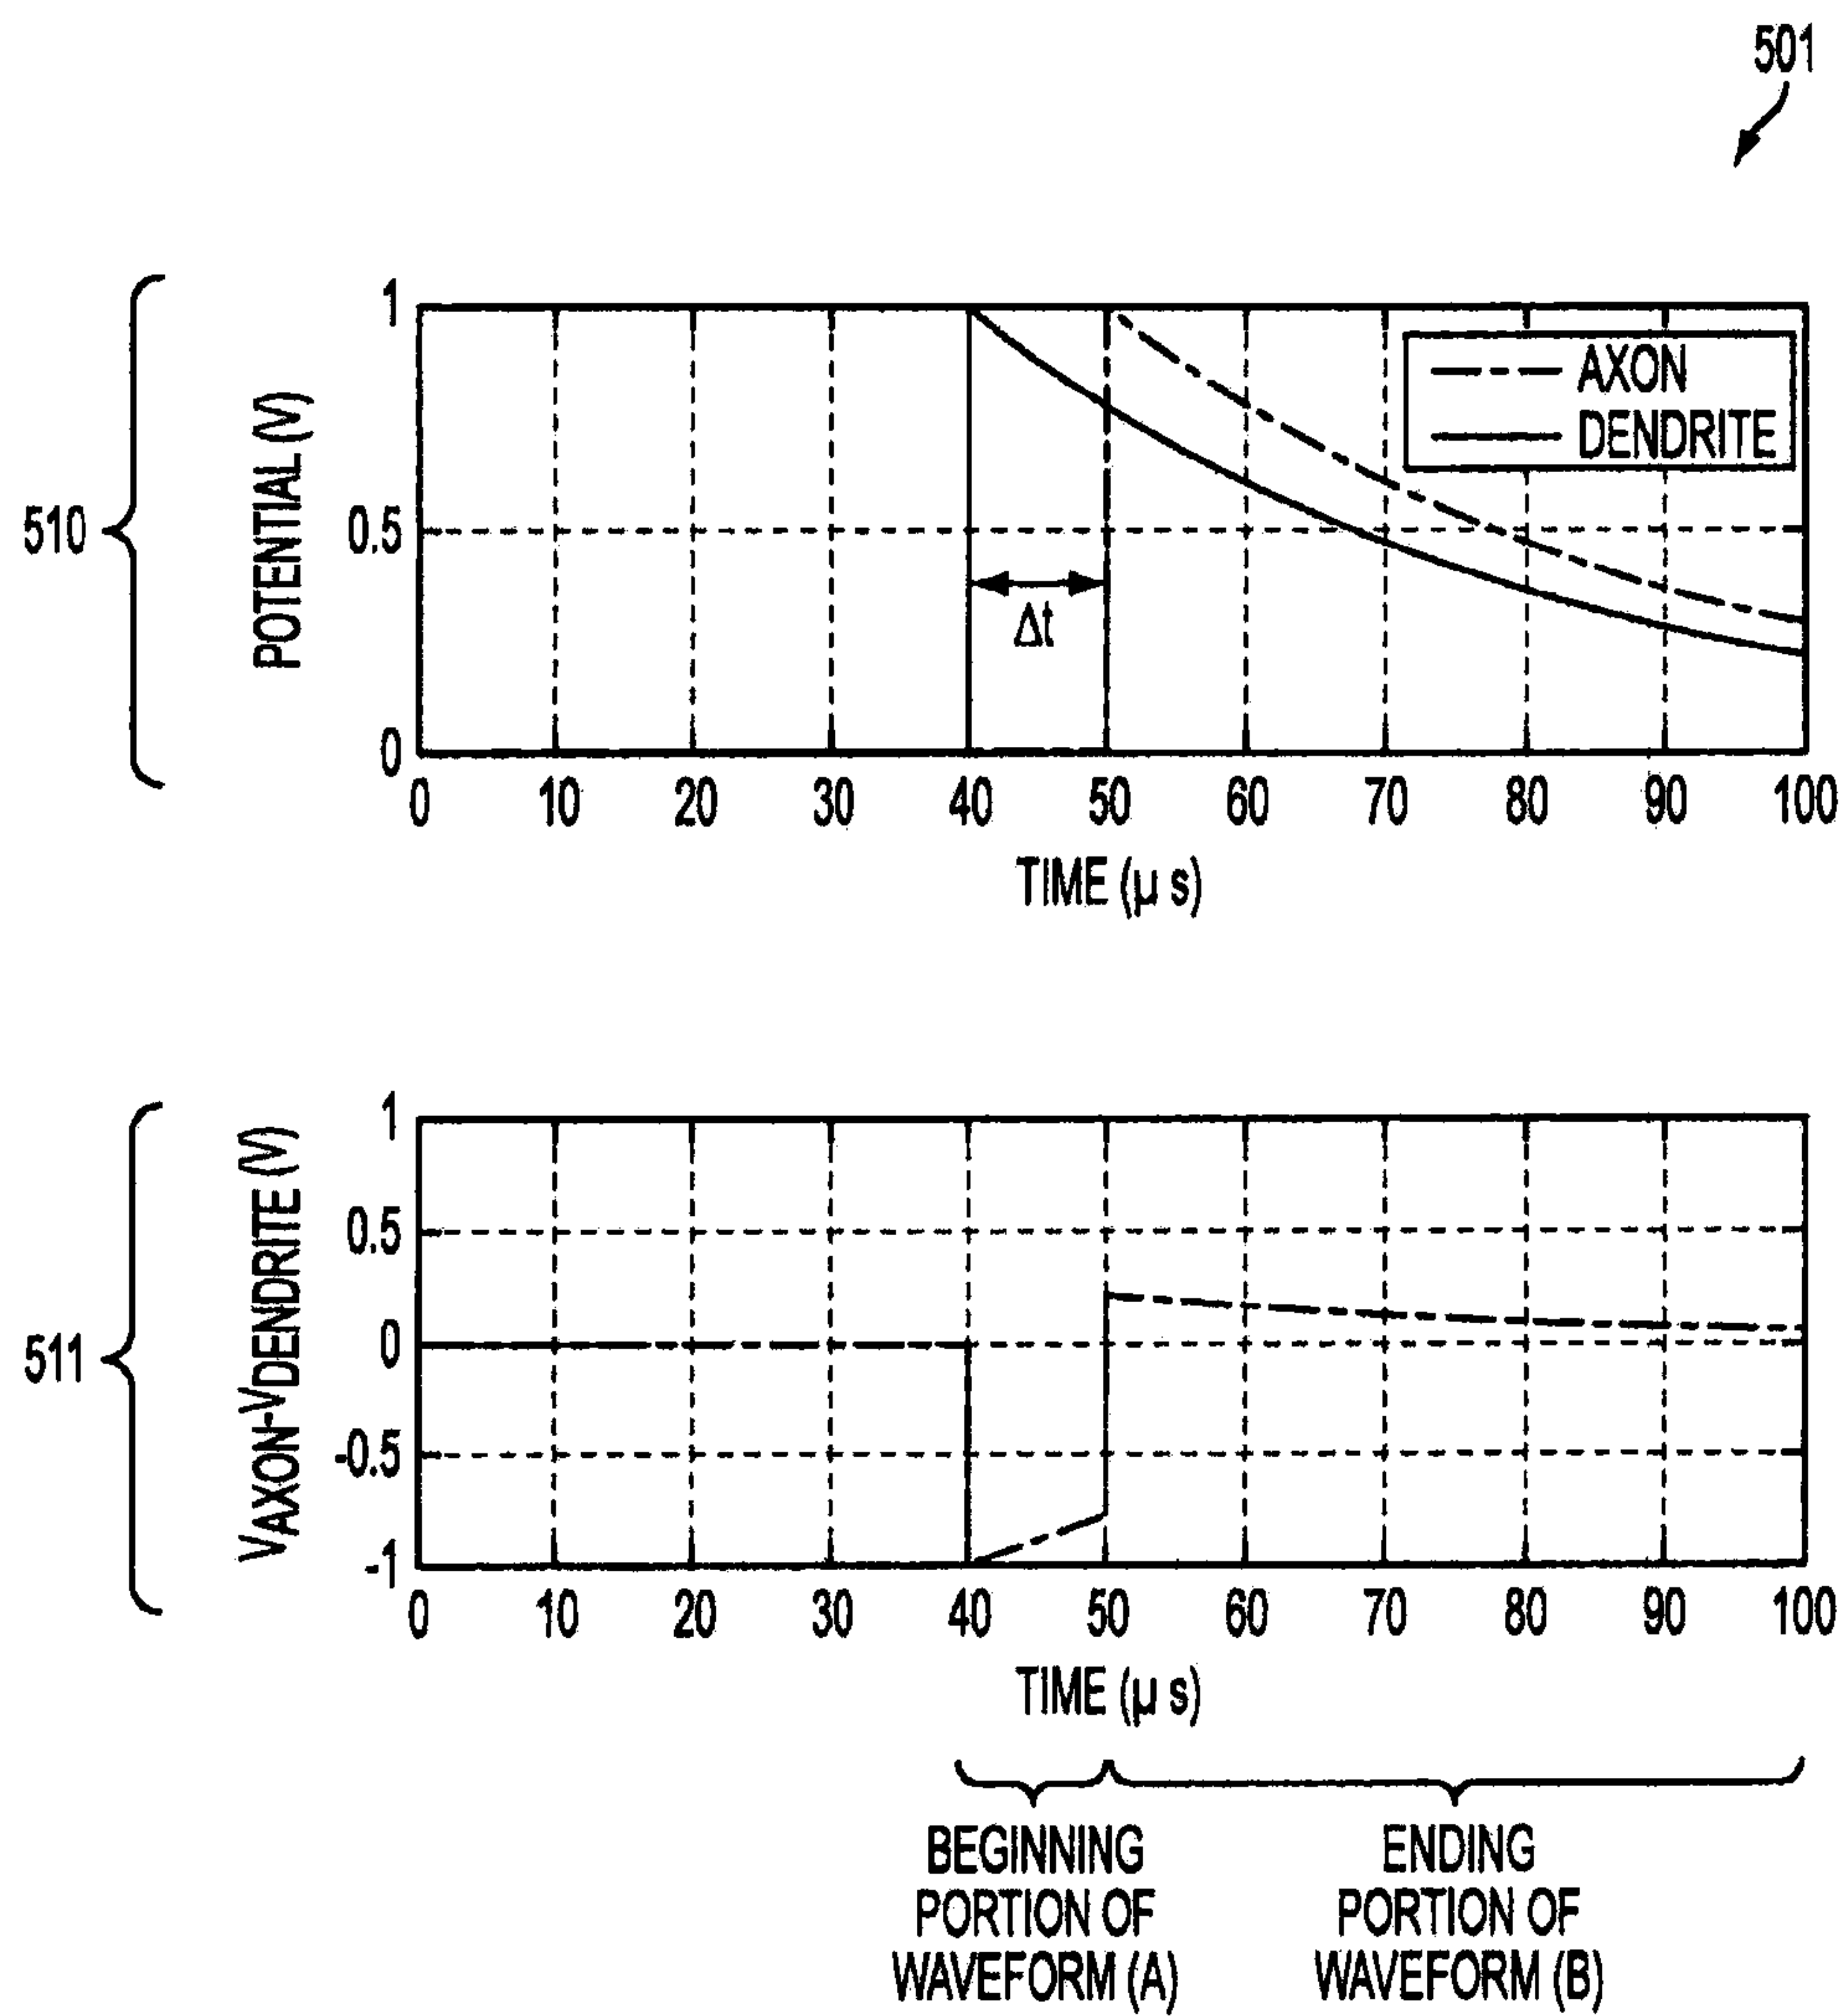 501
510
POTENTIAL (V)
1
0.5
0
AXON
DENDRITE
Δt
0 10 20 30 40 50 60 70 80 90 100
TIME (μ s)
511
VAXON-VDENDRITE (V)
1
0.5
0
-0.5
-1
0 10 20 30 40 50 60 70 80 90 100
TIME (μ s)
BEGINNING
PORTION OF
WAVEFORM (A)
ENDING
PORTION OF
WAVEFORM (B)